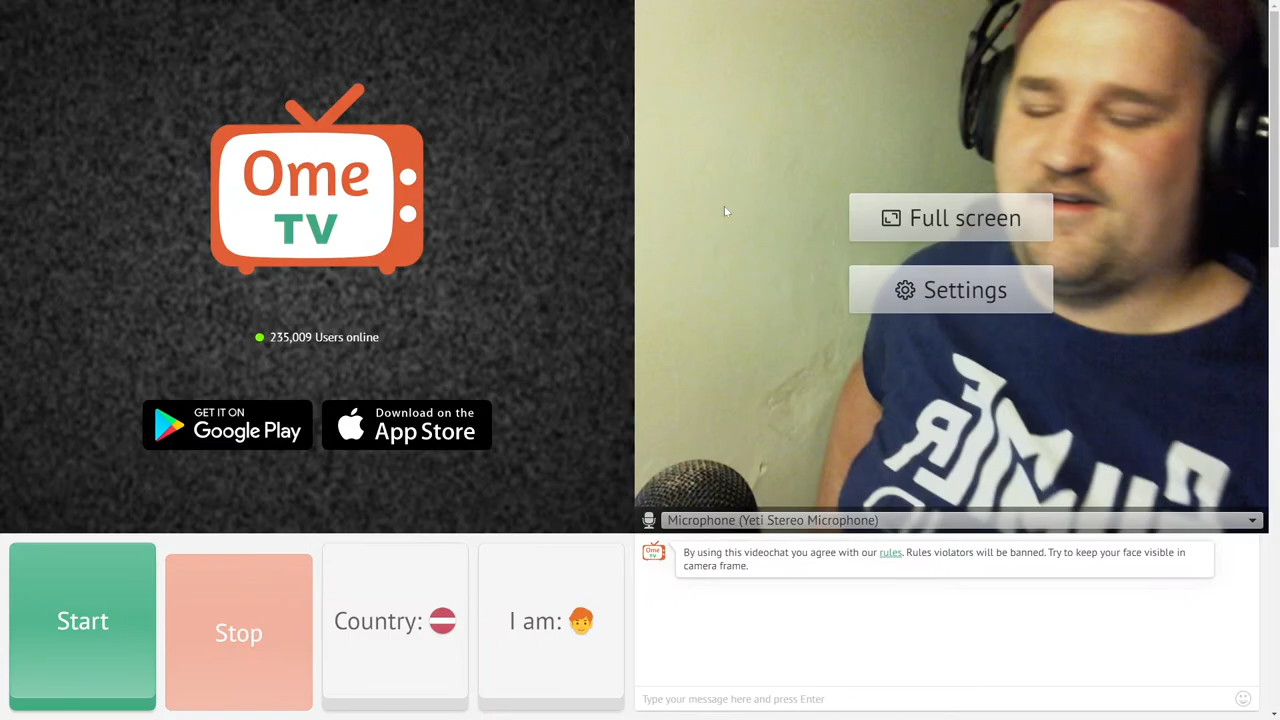 Ome
TV
235,009 Users online
GET IT ON
Google Play
Download on the
App Store
Start
Stop
Country:
I am:
Full screen
Settings
Microphone (Yeti Stereo Microphone)
Ome
TV
By using this videochat you agree with our rules. Rules violators will be banned. Try to keep your face visible in
camera frame.
Type your message here and press Enter